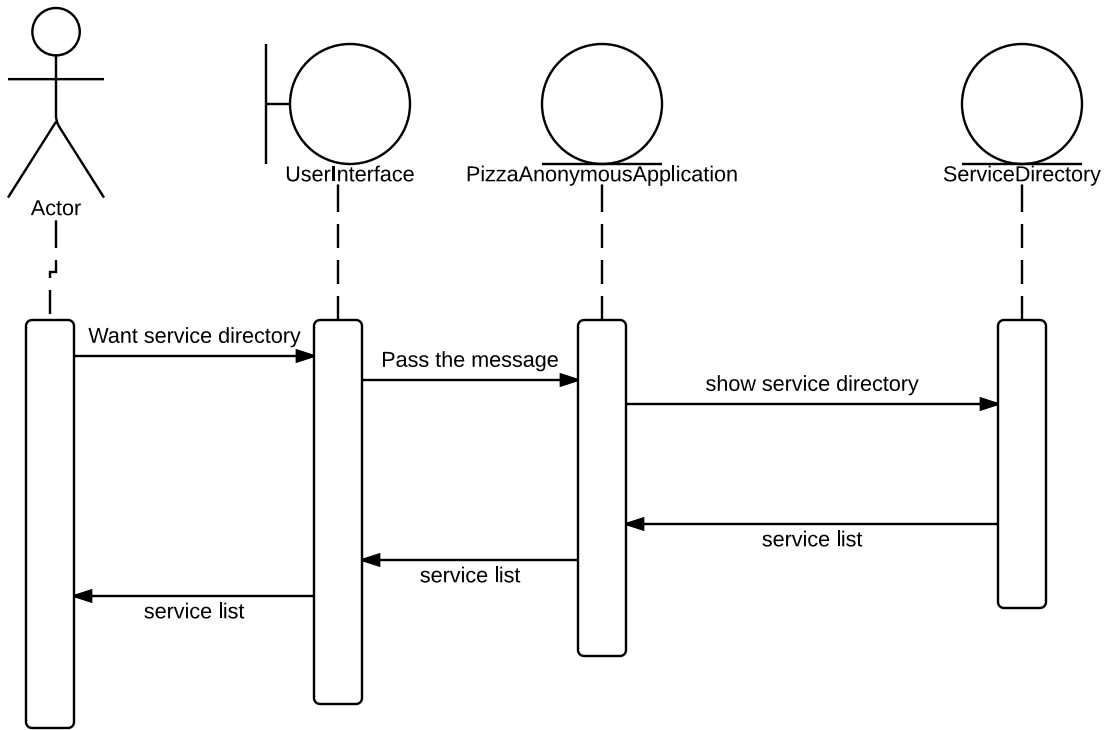 UserInterface
PizzaAnonymousApplication
ServiceDirectory
Actor
Want service directory
Pass the message
show service directory
service list
service list
service list